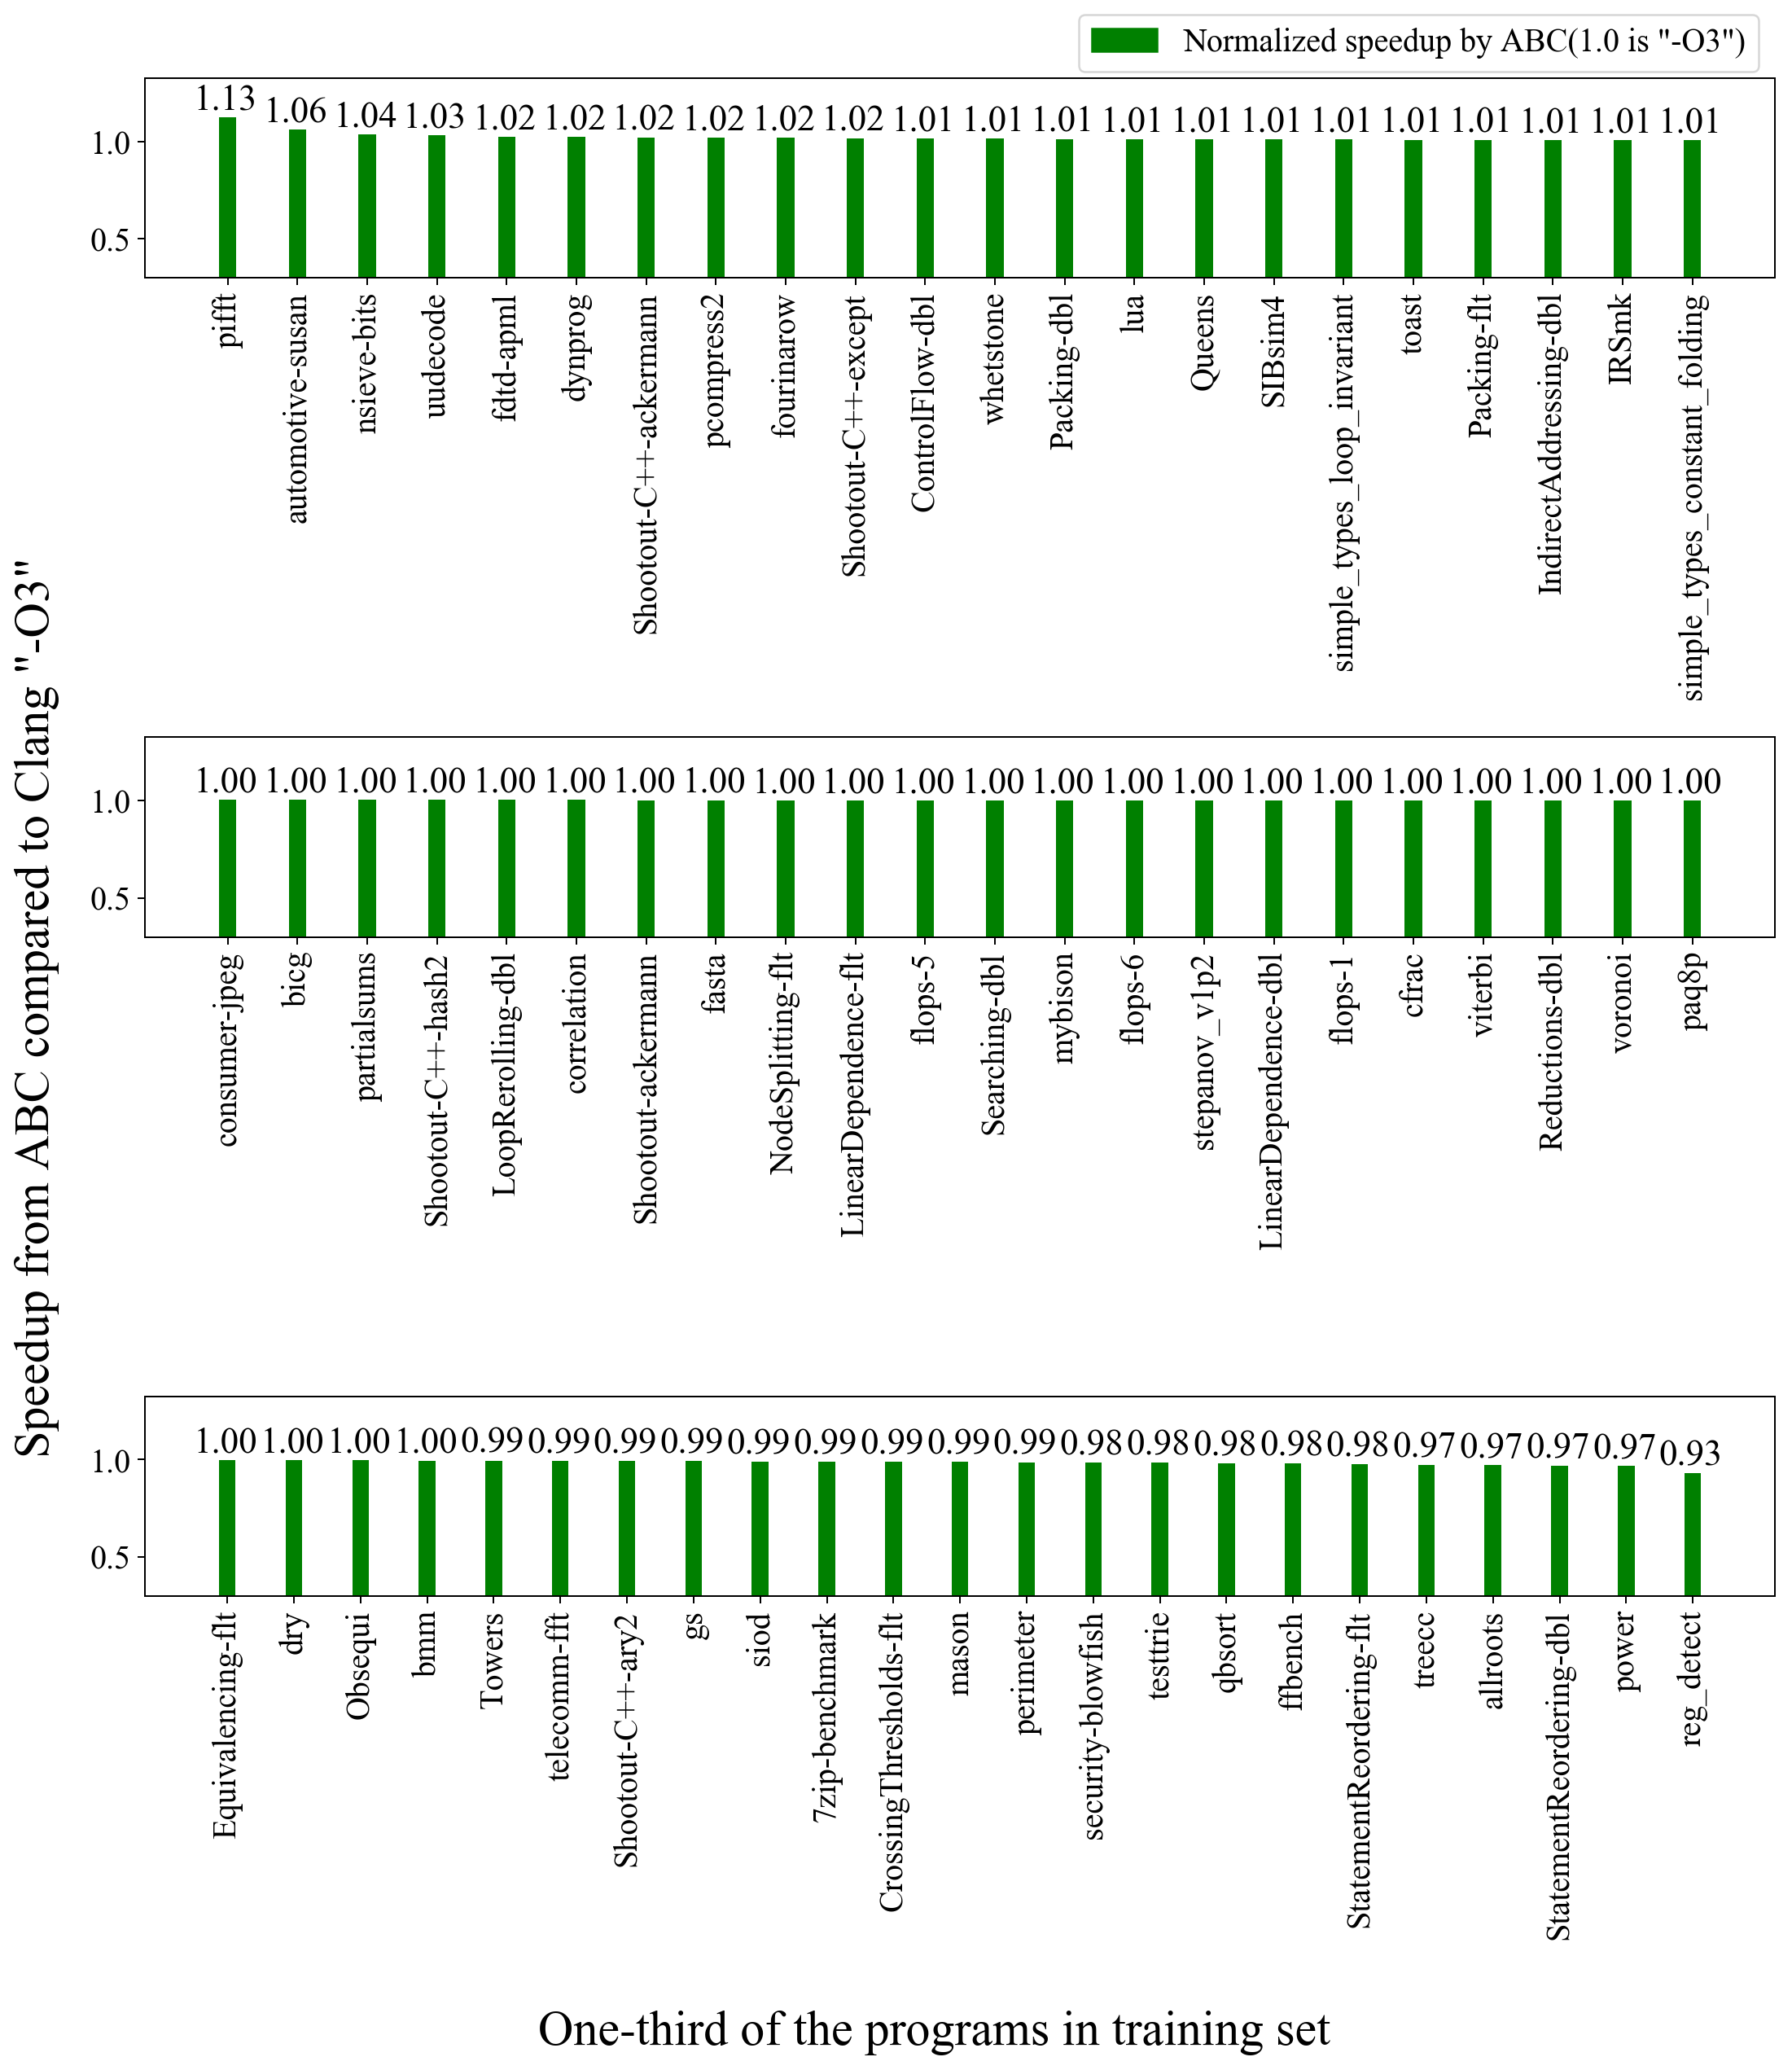 Normalized speedup by ABC(1.0 is "-O3")
Speedup from ABC compared to Clang "-O3"
1.13 1.06 1.04 1.03 1.02 1.02 1.02 1.02 1.02 1.02 1.01 1.01 1.01 1.01 1.01 1.01 1.01 1.01 1.01 1.01 1.01 1.01
1.0
0.5
pifft
automotive-susan
nsieve-bits
uudecode
fdtd-apml
dynprog
Shootout-C++-ackermann
pcompress2
fourinarow
Shootout-C++-except
ControlFlow-dbl
whetstone
Packing-dbl
lua
Queens
SIBsim4
simple_types_loop_invariant
toast
Packing-flt
IndirectAddressing-dbl
IRSmk
simple_types_constant_folding
1.00 1.00 1.00 1.00 1.00 1.00 1.00 1.00 1.00 1.00 1.00 1.00 1.00 1.00 1.00 1.00 1.00 1.00 1.00 1.00 1.00 1.00
1.0
0.5
consumer-jpeg
bicg
partialsums
Shootout-C++-hash2
LoopRerolling-dbl
correlation
Shootout-ackermann
fasta
NodeSplitting-flt
LinearDependence-flt
flops-5
Searching-dbl
mybison
flops-6
stepanov_v1p2
LinearDependence-dbl
flops-1
cfrac
viterbi
Reductions-dbl
voronoi
paq8p
1.00 1.00 1.00 1.00 0.99 0.99 0.99 0.99 0.99 0.99 0.99 0.99 0.99 0.98 0.98 0.98 0.98 0.98 0.97 0.97 0.97 0.97 0.93
1.0
0.5
Equivalencing-flt
dry
Obsequi
bmm
Towers
telecomm-fft
Shootout-C++-ary2
gs
siod
7zip-benchmark
CrossingThresholds-flt
mason
perimeter
security-blowfish
testtrie
qbsort
ffbench
StatementReordering-flt
treecc
allroots
StatementReordering-dbl
power
reg_detect
One-third of the programs in training set